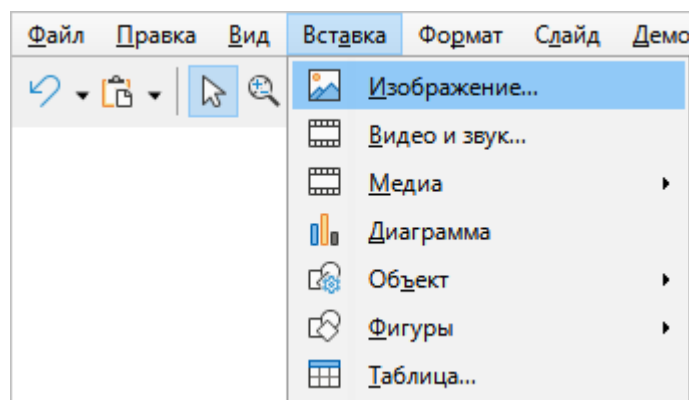 Файл Правка Вид Вставка Формат Слайд Демо
Изображение...
Видео и звук...
Медиа
Диаграмма
Объект
Фигуры
Таблица...